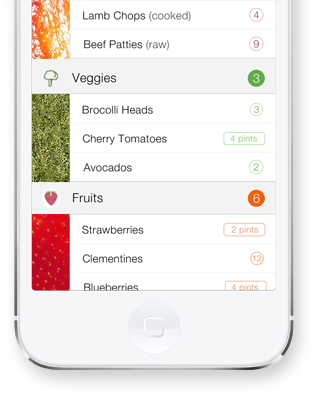 Lamb Chops (cooked) 4
Beef Patties (raw) 9
Veggies 3
Brocolli Heads 3
Cherry Tomatoes 4 pints
Avocados 2
Fruits 6
Strawberries 2 pints
Clementines 12
Blueberries 4 pints